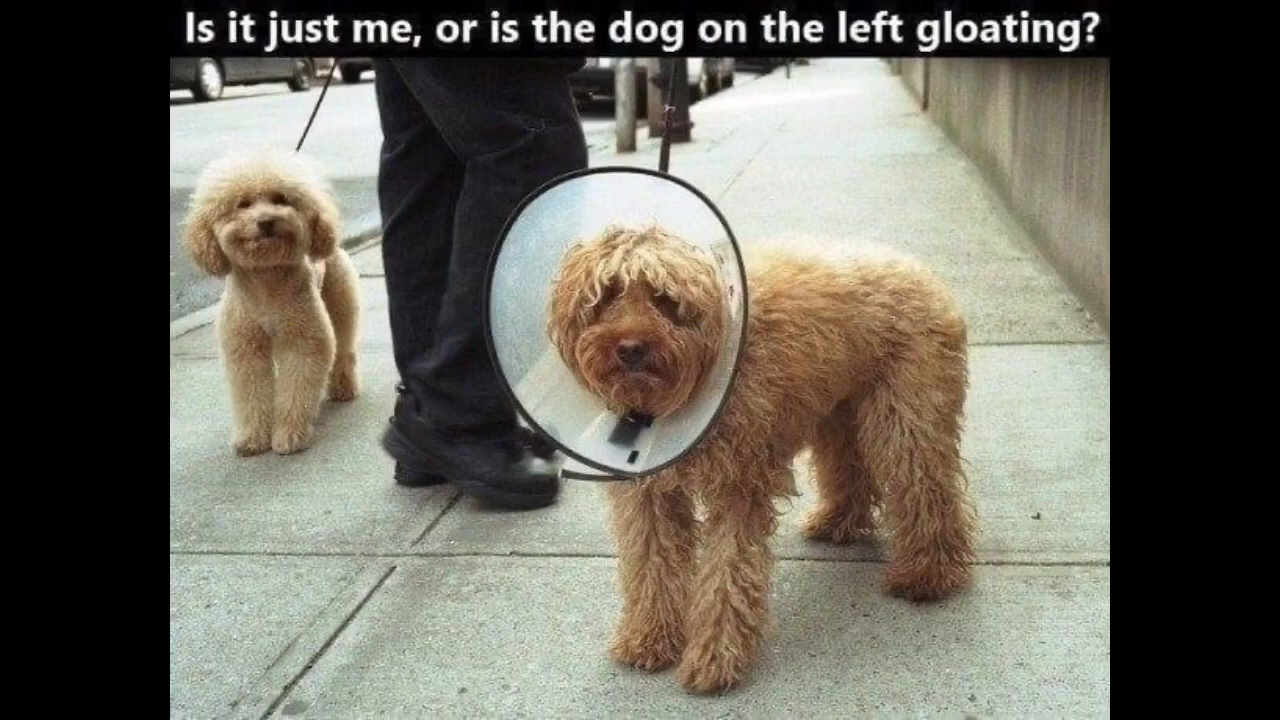 Is it just me, or is the dog on the left gloating?